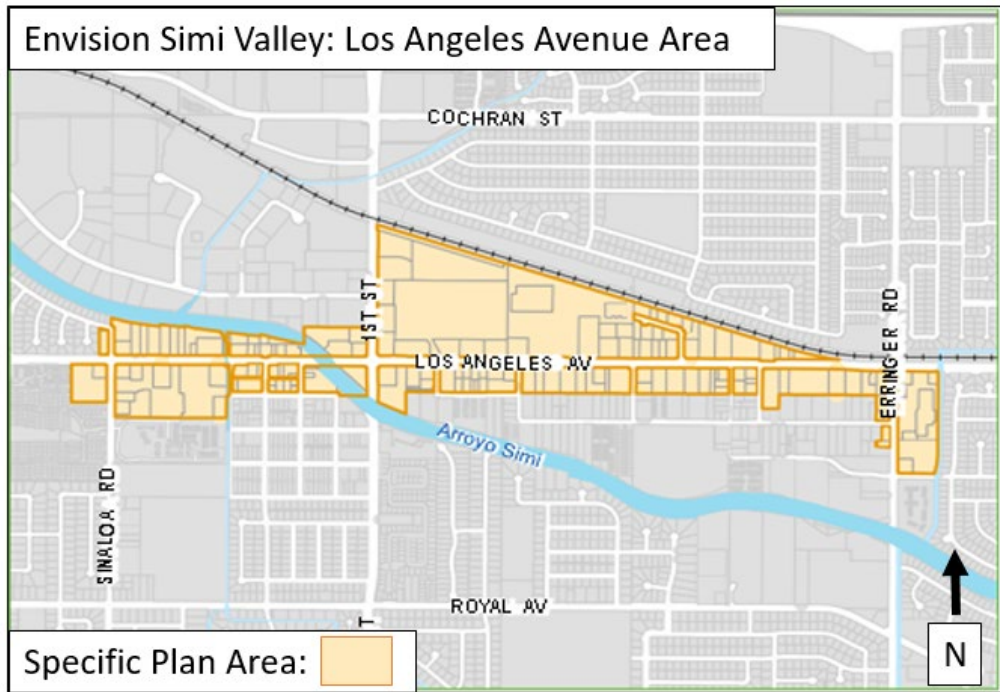 Envision Simi Valley: Los Angeles Avenue Area
COCHRAN ST
1ST ST
LOS ANGELES AV
ERRINGER RD
Arroyo Simi
SINALOA RD
ROYAL AV
T
N
Specific Plan Area: